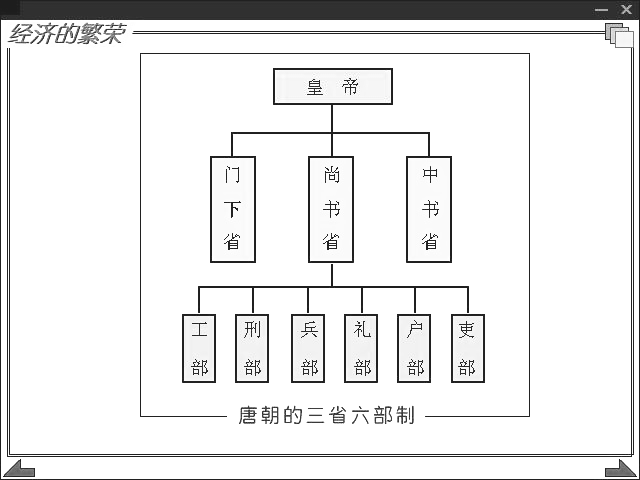 经济的繁荣
皇 帝
门下省
尚书省
中书省
工部
刑部
兵部
礼部
户部
吏部
唐朝的三省六部制